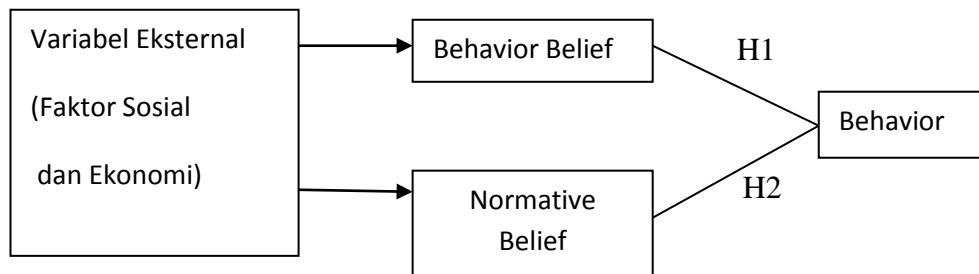 Variabel Eksternal
(Faktor Sosial
dan Ekonomi)
Behavior Belief
H1
Behavior
Normative
Belief
H2